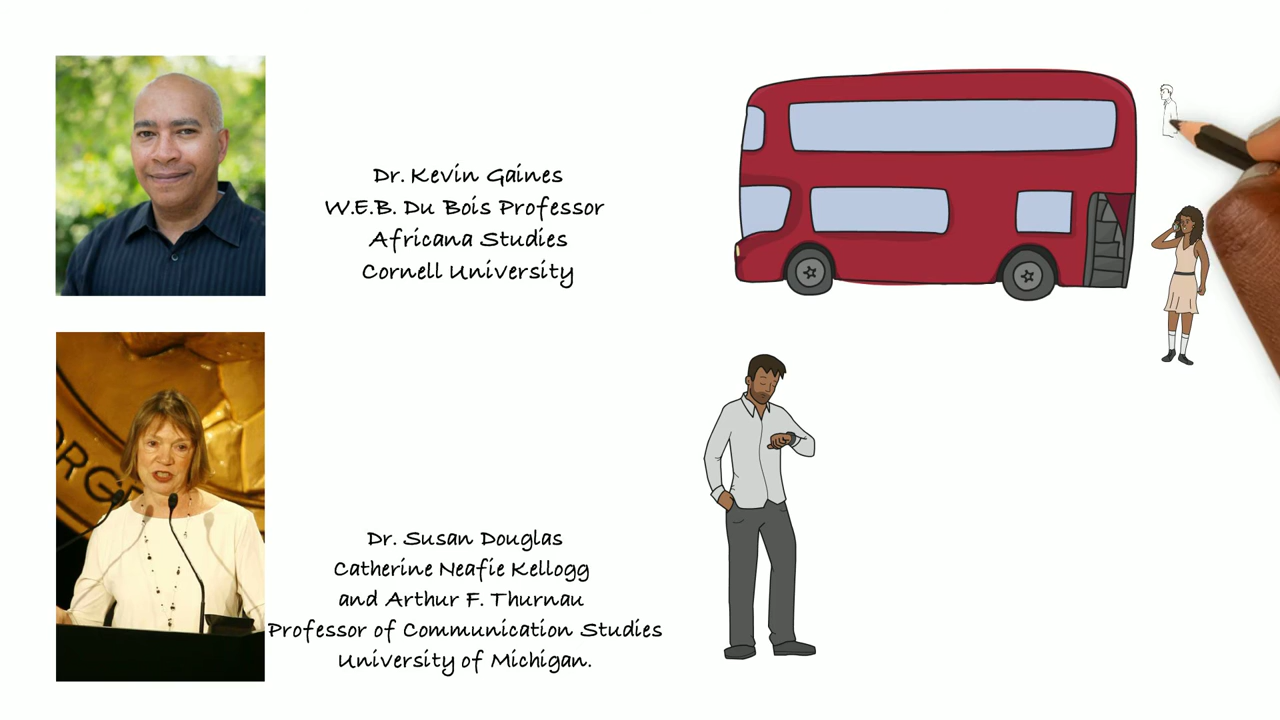 Dr. Kevin Gaines
W.E.B. Du Bois Professor
Africana Studies
Cornell University
ORGE
Dr. Susan Douglas
Catherine Neafie Kellogg
and Arthur F. Thurnau
Professor of Communication Studies
University of Michigan.